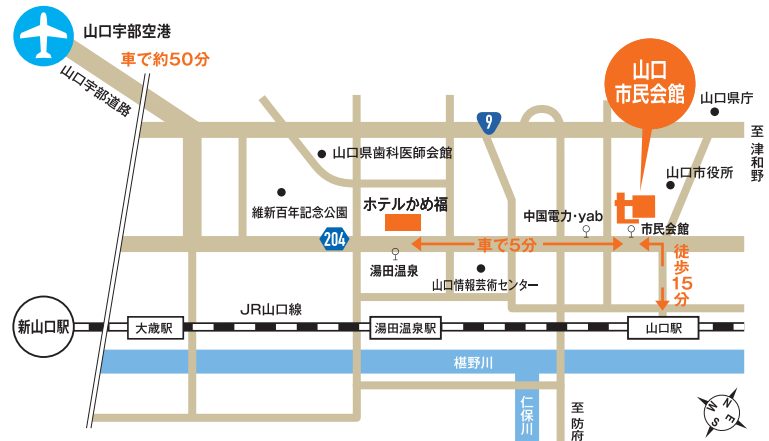 山口宇部空港
車で約50分
山口宇部道路
山口
市民会館
山口県庁
9
至津和野
山口県歯科医師会館
山口市役所
維新百年記念公園
ホテルかめ福
中国電力・yab
市民会館
204
車で5分
湯田温泉
山口情報芸術センター
徒歩15分
JR山口線
新山口駅
大歳駅
湯田温泉駅
山口駅
椹野川
仁保川
至防府
N
W
E
S